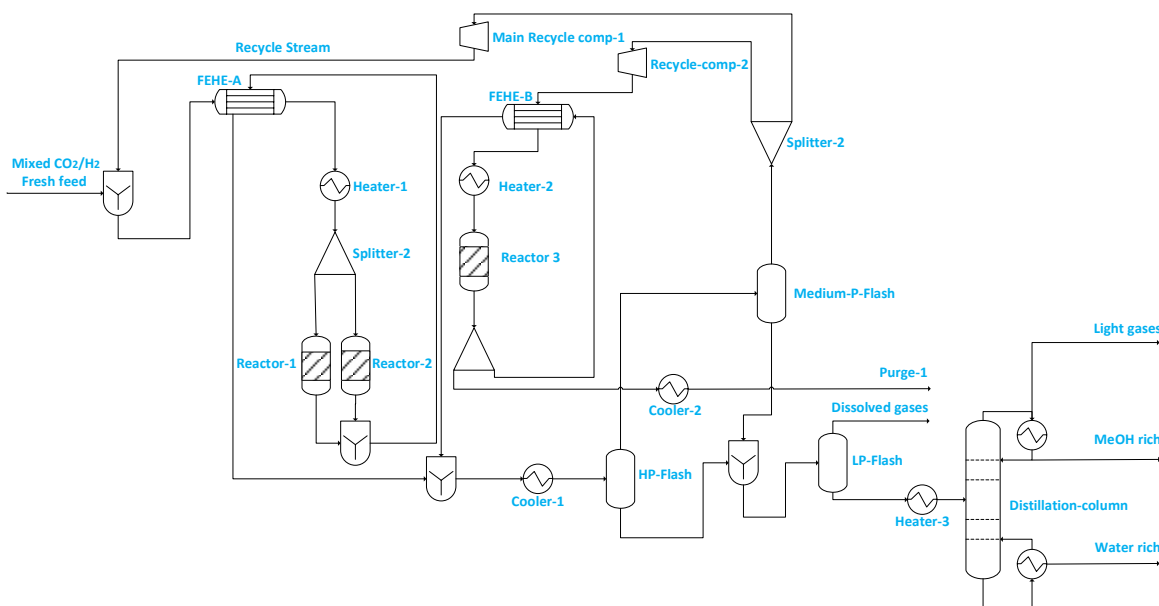 Main Recycle comp-1
Recycle Stream
Recycle-comp-2
FEHE-A
FEHE-B
Splitter-2
Mixed CO2/H2
Fresh feed
Heater-1
Heater-2
Splitter-2
Reactor 3
Medium-P-Flash
Light gases
Reactor-1
Reactor-2
Purge-1
Cooler-2
Dissolved gases
MeOH rich
HP-Flash
LP-Flash
Cooler-1
Heater-3
Distillation-column
Water rich